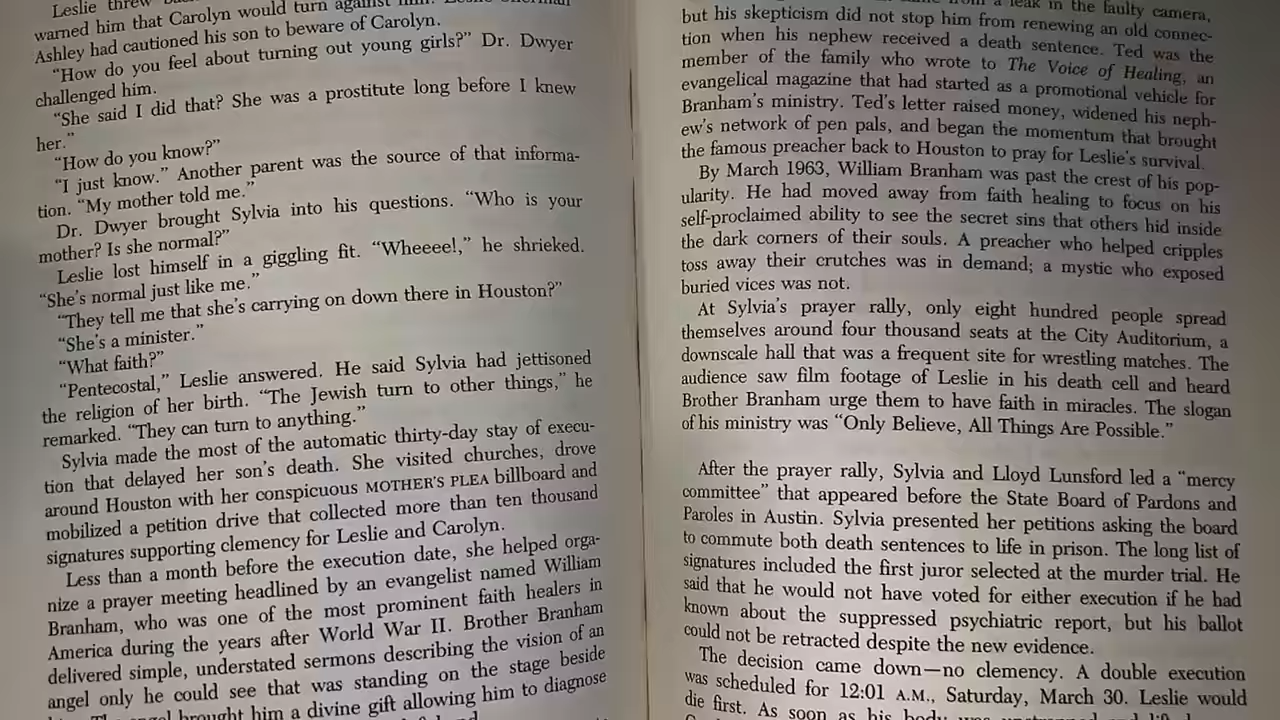 Leslie threw
warned him that Carolyn would turn against him.
Ashley had cautioned his son to beware of Carolyn.
“How do you feel about turning out young girls?” Dr. Dwyer
challenged him.
“She said I did that? She was a prostitute long before I knew
her.”
“How do you know?”
“I just know.” Another parent was the source of that informa-
tion. “My mother told me.”
Dr. Dwyer brought Sylvia into his questions. “Who is your
mother? Is she normal?”
Leslie lost himself in a giggling fit. “Wheeee!,” he shrieked.
“She’s normal just like me.”
“They tell me that she’s carrying on down there in Houston?”
“She’s a minister.”
“What faith?”
“Pentecostal,” Leslie answered. He said Sylvia had jettisoned
the religion of her birth. “The Jewish turn to other things,” he
remarked. “They can turn to anything.”
Sylvia made the most of the automatic thirty-day stay of execu-
tion that delayed her son’s death. She visited churches, drove
around Houston with her conspicuous MOTHER’S PLEA billboard and
mobilized a petition drive that collected more than ten thousand
signatures supporting clemency for Leslie and Carolyn.
Less than a month before the execution date, she helped orga-
nize a prayer meeting headlined by an evangelist named William
Branham, who was one of the most prominent faith healers in
America during the years after World War II. Brother Branham
delivered simple, understated sermons describing the vision of an
angel only he could see that was standing on the stage beside
brought him a divine gift allowing him to diagnose
a leak in the faulty camera,
but his skepticism did not stop him from renewing an old connec-
tion when his nephew received a death sentence. Ted was the
member of the family who wrote to The Voice of Healing, an
evangelical magazine that had started as a promotional vehicle for
Branham’s ministry. Ted’s letter raised money, widened his neph-
ew’s network of pen pals, and began the momentum that brought
the famous preacher back to Houston to pray for Leslie’s survival.
By March 1963, William Branham was past the crest of his pop-
ularity. He had moved away from faith healing to focus on his
self-proclaimed ability to see the secret sins that others hid inside
the dark corners of their souls. A preacher who helped cripples
toss away their crutches was in demand; a mystic who exposed
buried vices was not.
At Sylvia’s prayer rally, only eight hundred people spread
themselves around four thousand seats at the City Auditorium, a
downscale hall that was a frequent site for wrestling matches. The
audience saw film footage of Leslie in his death cell and heard
Brother Branham urge them to have faith in miracles. The slogan
of his ministry was “Only Believe, All Things Are Possible.”
After the prayer rally, Sylvia and Lloyd Lunsford led a “mercy
committee” that appeared before the State Board of Pardons and
Paroles in Austin. Sylvia presented her petitions asking the board
to commute both death sentences to life in prison. The long list of
signatures included the first juror selected at the murder trial. He
said that he would not have voted for either execution if he had
known about the suppressed psychiatric report, but his ballot
could not be retracted despite the new evidence.
The decision came down—no clemency. A double execution
was scheduled for 12:01 A.M., Saturday, March 30. Leslie would
die first. As soon as his body was